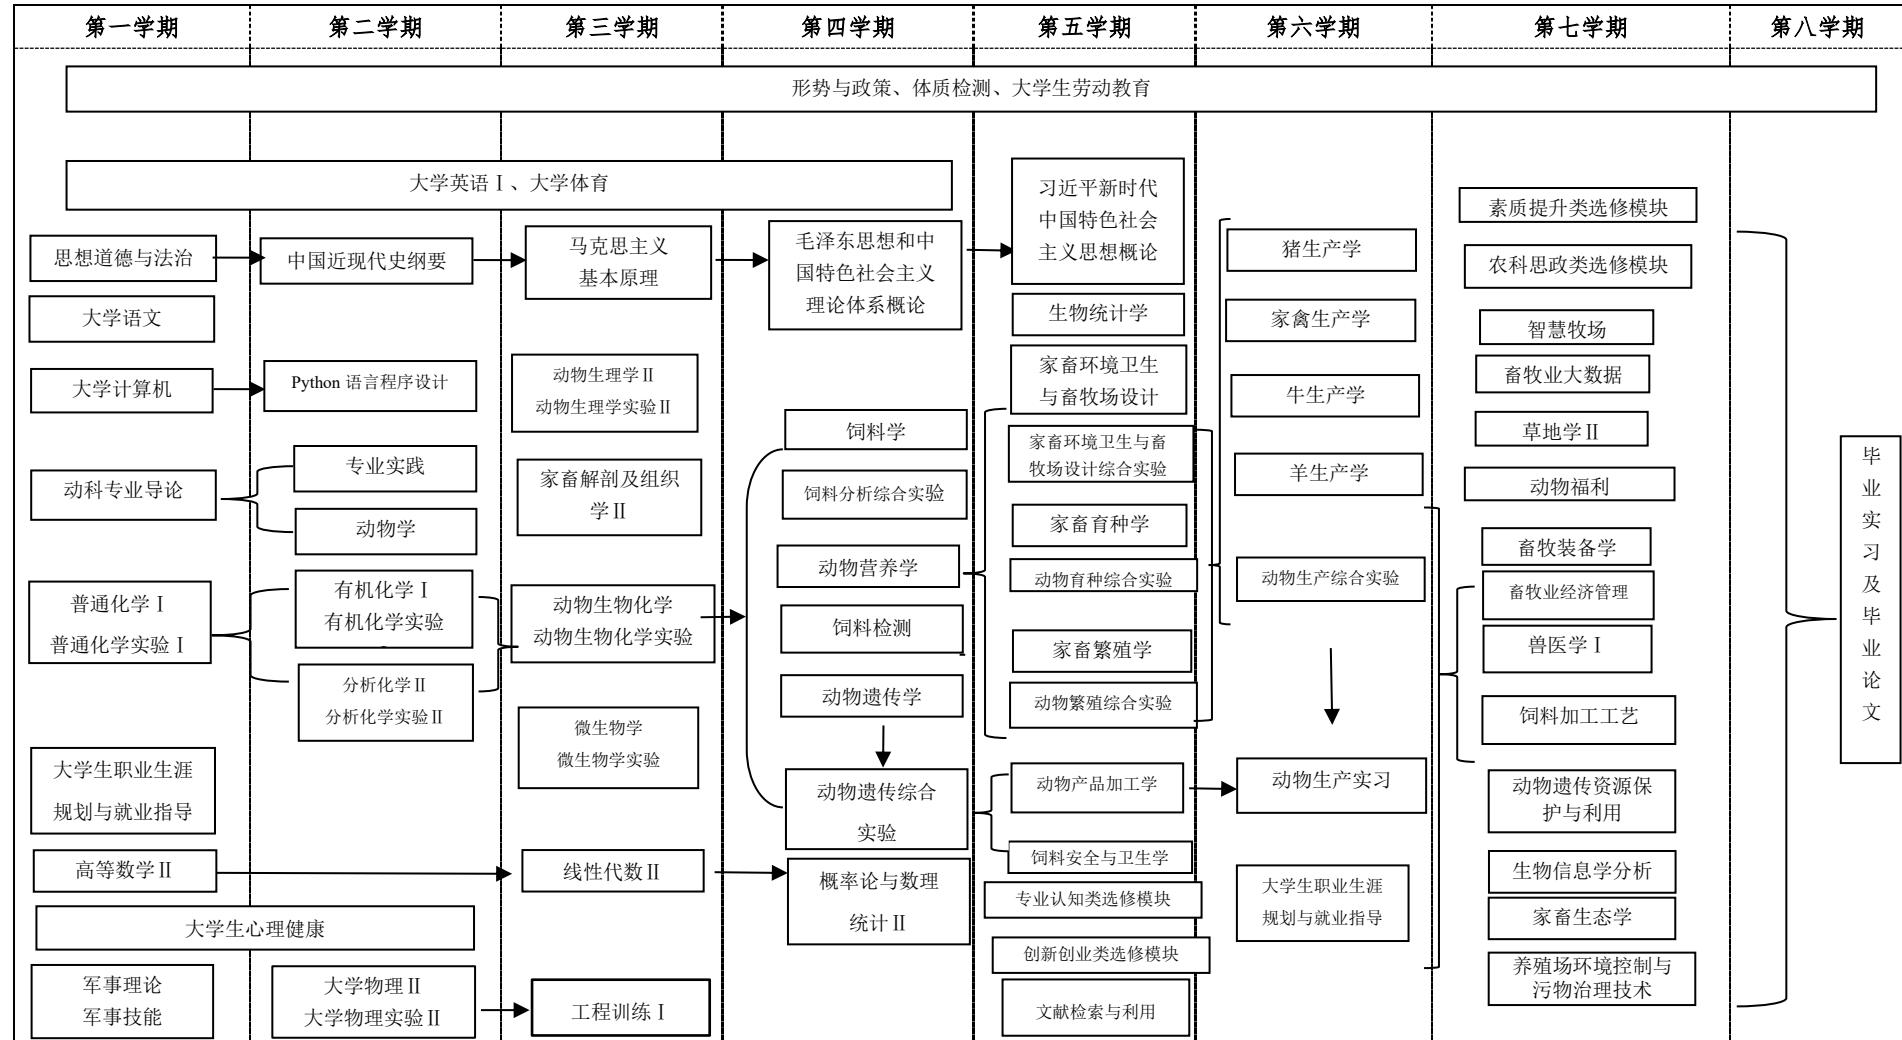 第一学期
第二学期
第三学期
第四学期
第五学期
第六学期
第七学期
第八学期
形势与政策、体质检测、大学生劳动教育
大学英语Ⅰ、大学体育
思想道德与法治
大学语文
大学计算机
动科专业导论
普通化学Ⅰ
普通化学实验Ⅰ
大学生职业生涯
规划与就业指导
高等数学Ⅱ
大学生心理健康
军事理论
军事技能
中国近现代史纲要
Python 语言程序设计
专业实践
动物学
有机化学Ⅰ
有机化学实验
分析化学Ⅱ
分析化学实验Ⅱ
大学物理Ⅱ
大学物理实验Ⅱ
马克思主义
基本原理
动物生理学Ⅱ
动物生理学实验Ⅱ
家畜解剖及组织
学Ⅱ
动物生物化学
动物生物化学实验
微生物学
微生物学实验
线性代数Ⅱ
工程训练Ⅰ
毛泽东思想和中
国特色社会主义
理论体系概论
饲料学
饲料分析综合实验
动物营养学
饲料检测
动物遗传学
动物遗传综合
实验
概率论与数理
统计Ⅱ
习近平新时代
中国特色社会
主义思想概论
生物统计学
家畜环境卫生
与畜牧场设计
家畜环境卫生与畜
牧场设计综合实验
家畜育种学
动物育种综合实验
家畜繁殖学
动物繁殖综合实验
动物产品加工学
饲料安全与卫生学
专业认知类选修模块
创新创业类选修模块
文献检索与利用
猪生产学
家禽生产学
牛生产学
羊生产学
动物生产综合实验
动物生产实习
大学生职业生涯
规划与就业指导
素质提升类选修模块
农科思政类选修模块
智慧牧场
畜牧业大数据
草地学Ⅱ
动物福利
畜牧装备学
畜牧业经济管理
兽医学Ⅰ
饲料加工工艺
动物遗传资源保
护与利用
生物信息学分析
家畜生态学
养殖场环境控制与
污物治理技术
毕业实习及毕业论文